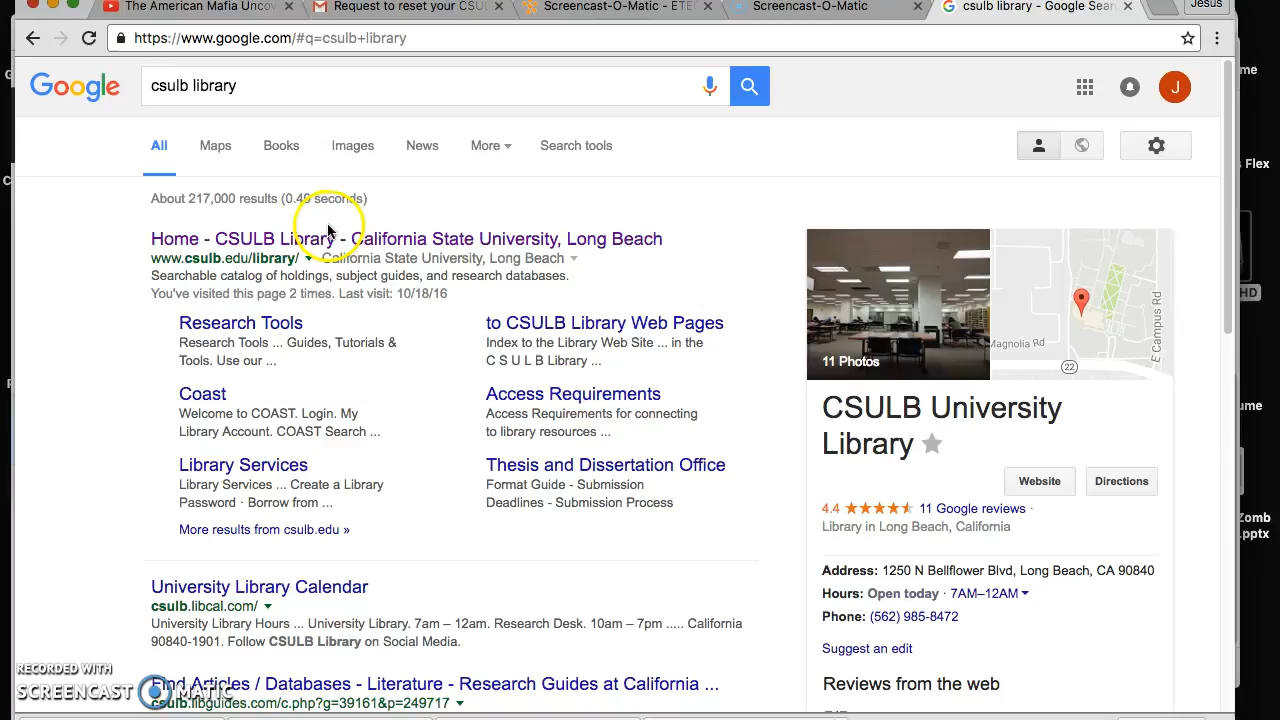 The American Mafia Uncov
Request to reset your CSUL
Screencast-O-Matic - ETEC
Screencast-O-Matic
csulb library - Google Sear
Jesus
https://www.google.com/#q=csulb+library
Google
csulb library
J
All Maps Books Images News More Search tools
About 217,000 results (0.49 seconds)
Home - CSULB Library - California State University, Long Beach
www.csulb.edu/library/ California State University, Long Beach
Searchable catalog of holdings, subject guides, and research databases.
You've visited this page 2 times. Last visit: 10/18/16
Research Tools
Research Tools ... Guides, Tutorials &
Tools. Use our ...
to CSULB Library Web Pages
Index to the Library Web Site ... in the
C S U L B Library ...
Coast
Welcome to COAST. Login. My
Library Account. COAST Search ...
Access Requirements
Access Requirements for connecting
to library resources ...
Library Services
Library Services ... Create a Library
Password · Borrow from ...
Thesis and Dissertation Office
Format Guide - Submission
Deadlines - Submission Process
More results from csulb.edu »
University Library Calendar
csulb.libcal.com/
University Library Hours ... University Library. 7am – 12am. Research Desk. 10am – 7pm ..... California
90840-1901. Follow CSULB Library on Social Media.
Find Articles / Databases - Literature - Research Guides at California ...
csulb.libguides.com/c.php?g=39161&p=249717
11 Photos
Magnolia Rd
E Campus Rd
22
CSULB University
Library
Website Directions
4.4 11 Google reviews
Library in Long Beach, California
Address: 1250 N Bellflower Blvd, Long Beach, CA 90840
Hours: Open today · 7AM–12AM
Phone: (562) 985-8472
Suggest an edit
Reviews from the web
RECORDED WITH
SCREENCAST MATIC
me
s Flex
HD
ume
Zomb
.pptx